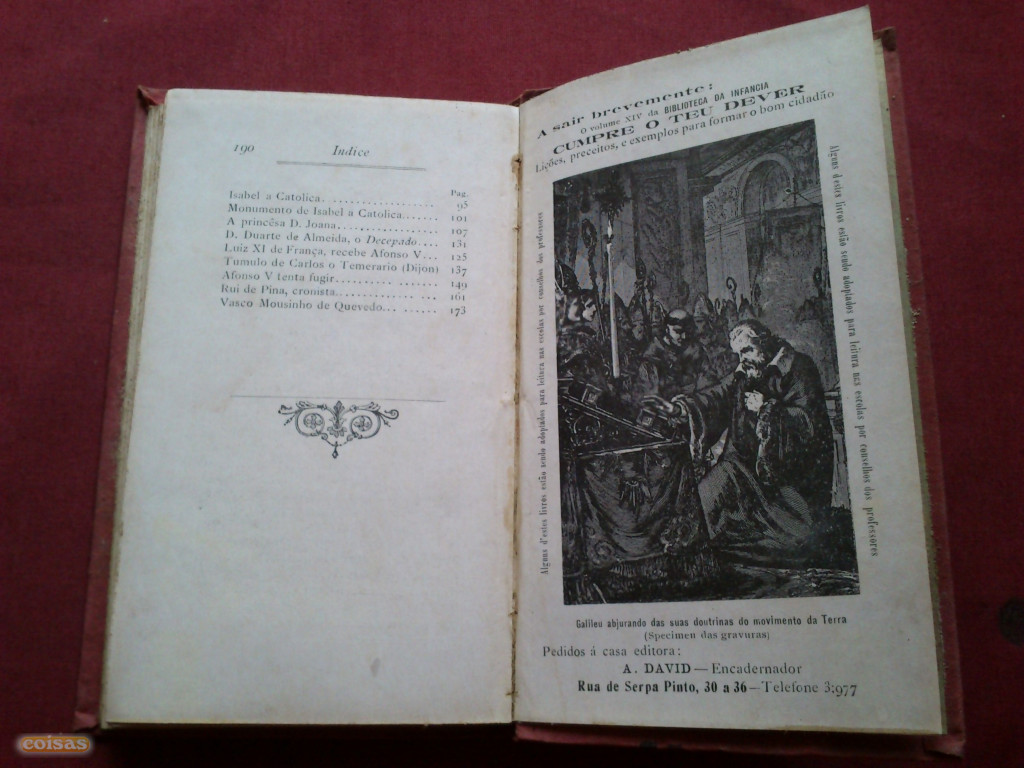 190 Indice
Pag.
Isabel a Catolica.................... 95
Monumento de Isabel a Catolica....... 101
A princêsa D. Joana.................. 107
D. Duarte de Almeida, o Decepado.... 131
Luiz XI de França, recebe Afonso V... 125
Tumulo de Carlos o Temerario (Dijon) 137
Afonso V tenta fugir......... ....... 149
Rui de Pina, cronista............ ... 161
Vasco Mousinho de Quevedo... ...... 173
A sair brevemente:
O volume XIV da BIBLIOTECA DA INFANCIA
CUMPRE O TEU DEVER
Lições, preceitos, e exemplos para formar o bom cidadão
Alguns d'estes livros estão sendo adoptados para leitura nas escolas por conselhos dos professores
Alguns d'estes livros estão sendo adoptados para leitura nas escolas por conselhos dos professores
Galileu abjurando das suas doutrinas do movimento da Terra
(Specimen das gravuras)
Pedidos á casa editora:
A. DAVID — Encadernador
Rua de Serpa Pinto, 30 a 36 — Telefone 3:977
coisas